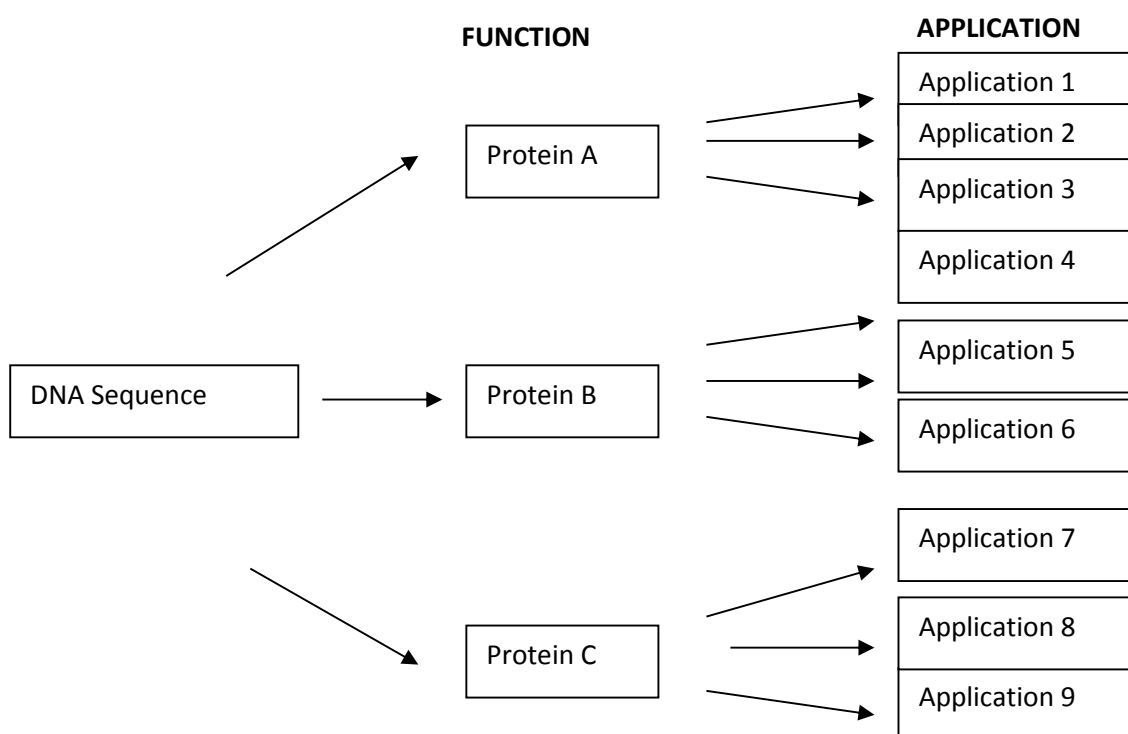 FUNCTION
APPLICATION
Application 1
Application 2
Protein A
Application 3
Application 4
Application 5
DNA Sequence
Protein B
Application 6
Application 7
Application 8
Protein C
Application 9